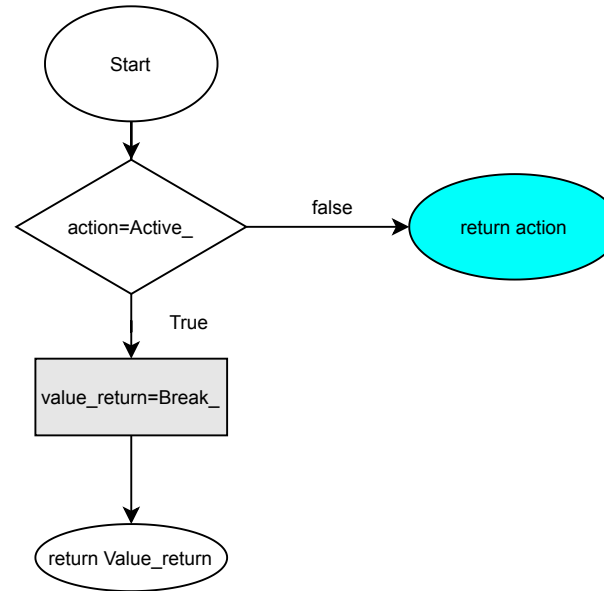 Start
action=Active_
false
return action
True
value_return=Break_
return Value_return